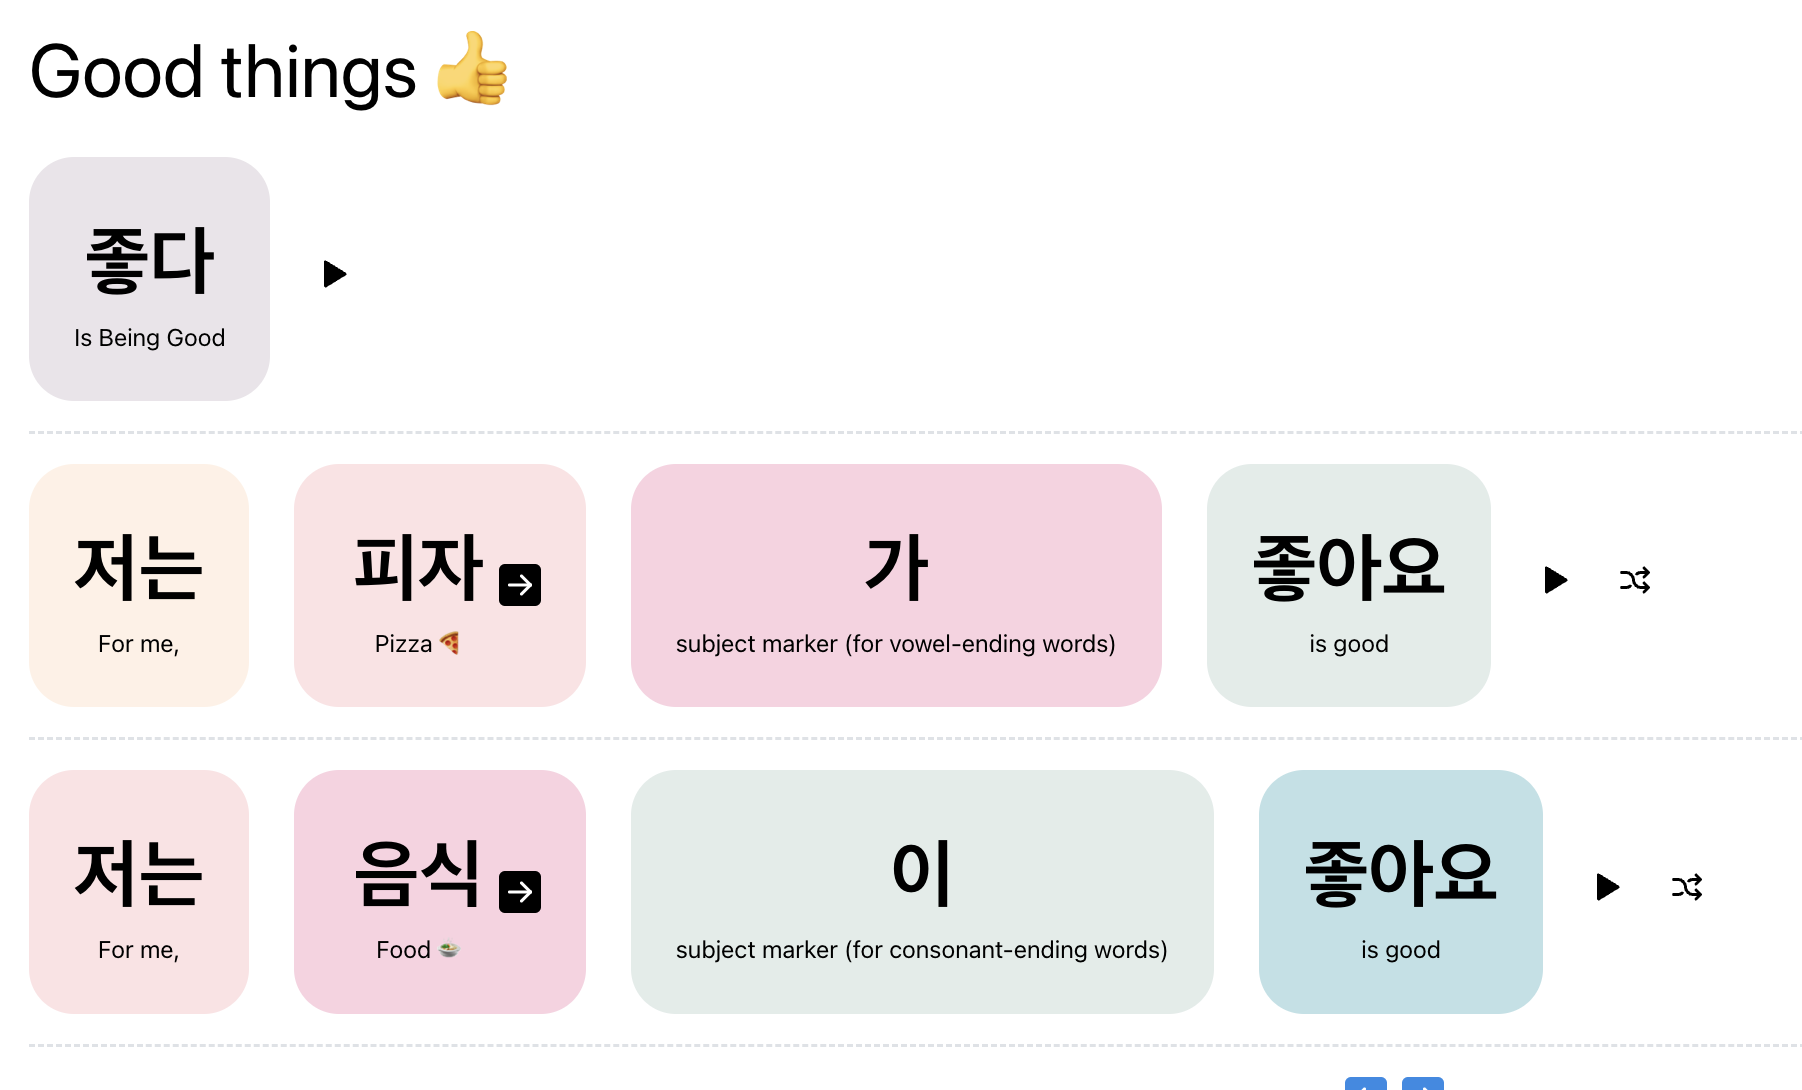 Good things 👍
좋다
Is Being Good
저는 피자 가 좋아요
For me, Pizza 🍕 subject marker (for vowel-ending words) is good
저는 음식 이 좋아요
For me, Food 🥗 subject marker (for consonant-ending words) is good